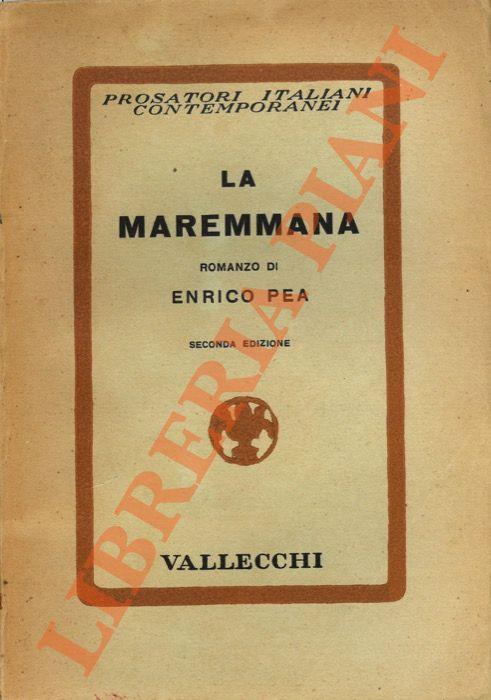 PROSATORI ITALIANI
CONTEMPORANEI
LA
MAREMMANA
ROMANZO DI
ENRICO PEA
SECONDA EDIZIONE
VALLECCHI
LIBRERIA PIANI